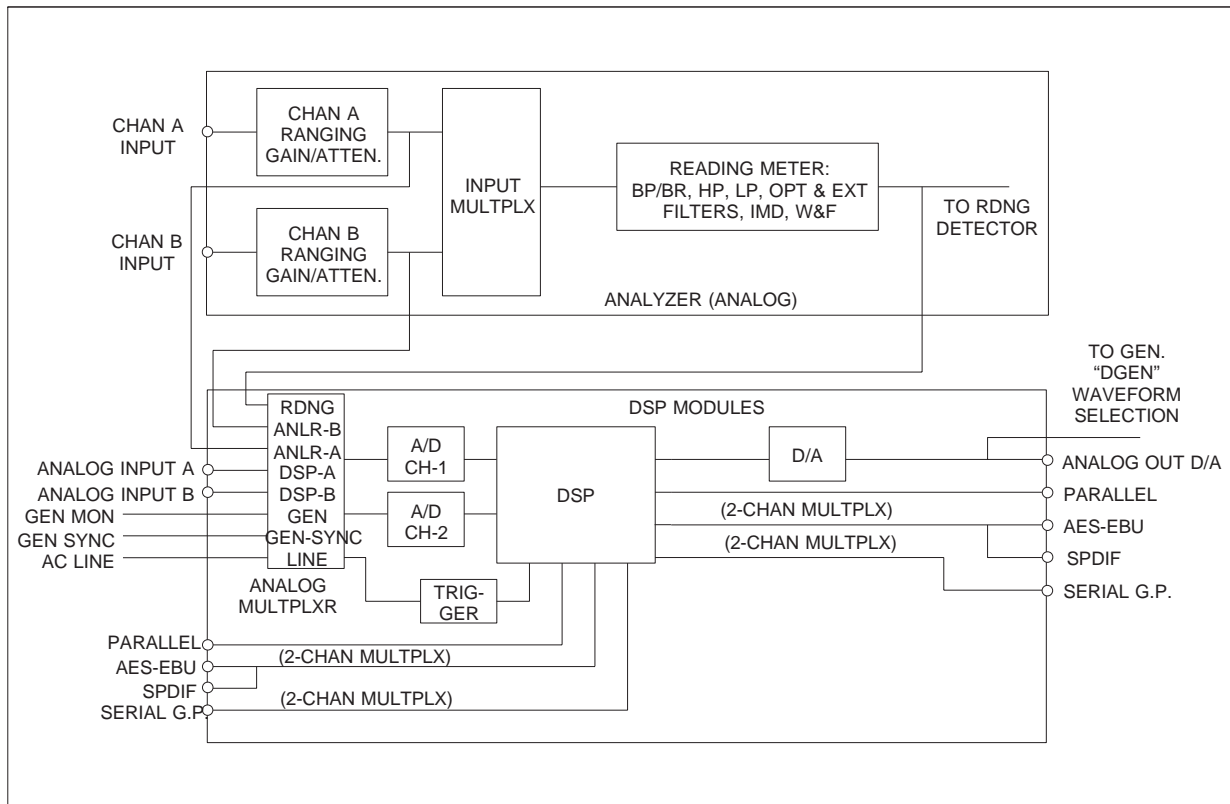 CHAN A
INPUT
CHAN A
RANGING
GAIN/ATTEN.
CHAN B
INPUT
CHAN B
RANGING
GAIN/ATTEN.
INPUT
MULTPLX
READING METER:
BP/BR, HP, LP, OPT & EXT
FILTERS, IMD, W&F
TO RDNG
DETECTOR
ANALYZER (ANALOG)
TO GEN.
“DGEN”
WAVEFORM
SELECTION
DSP MODULES
ANALOG INPUT A
ANALOG INPUT B
GEN MON
GEN SYNC
AC LINE
RDNG
ANLR-B
ANLR-A
DSP-A
DSP-B
GEN
GEN-SYNC
LINE
ANALOG
MULTPLXR
A/D
CH-1
A/D
CH-2
TRIG-
GER
DSP
D/A
ANALOG OUT D/A
PARALLEL
(2-CHAN MULTPLX)
AES-EBU
(2-CHAN MULTPLX)
SPDIF
SERIAL G.P.
PARALLEL
AES-EBU
(2-CHAN MULTPLX)
SPDIF
SERIAL G.P.
(2-CHAN MULTPLX)